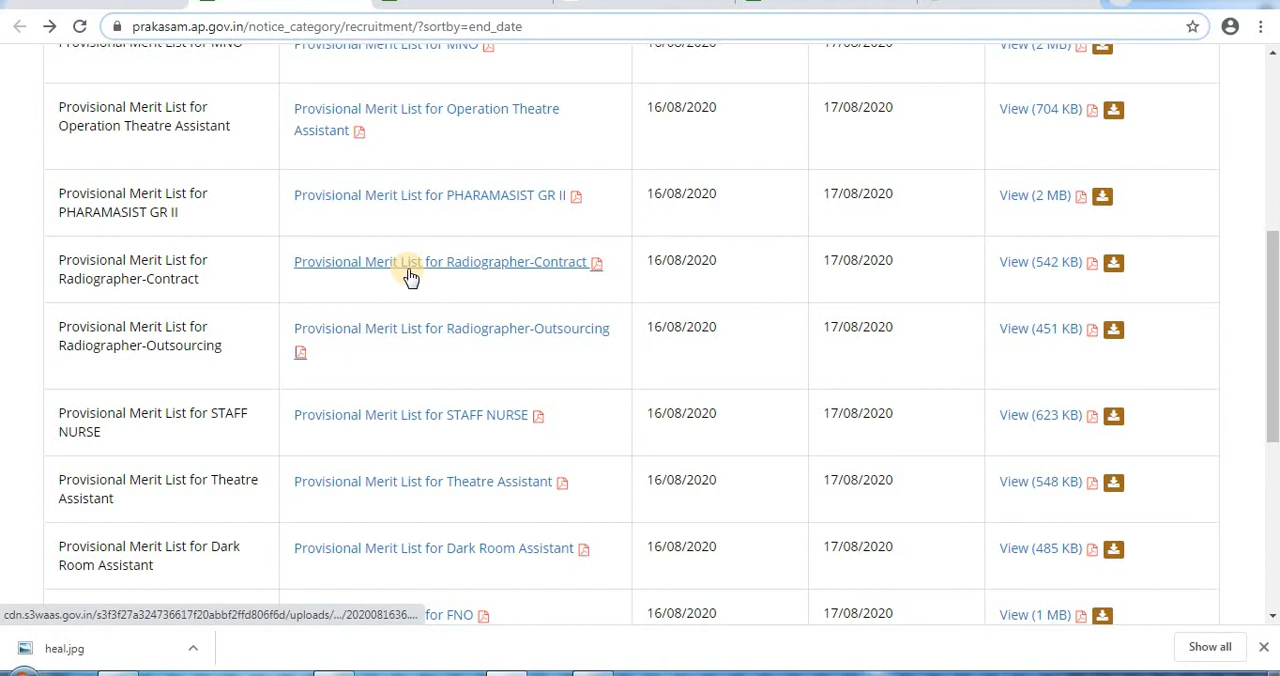 prakasam.ap.gov.in/notice_category/recruitment/?sortby=end_date
Provisional Merit List for
Operation Theatre Assistant
Provisional Merit List for Operation Theatre
Assistant
16/08/2020
17/08/2020
View (704 KB)
Provisional Merit List for
PHARAMASIST GR II
Provisional Merit List for PHARAMASIST GR II
16/08/2020
17/08/2020
View (2 MB)
Provisional Merit List for
Radiographer-Contract
Provisional Merit List for Radiographer-Contract
16/08/2020
17/08/2020
View (542 KB)
Provisional Merit List for
Radiographer-Outsourcing
Provisional Merit List for Radiographer-Outsourcing
16/08/2020
17/08/2020
View (451 KB)
Provisional Merit List for STAFF
NURSE
Provisional Merit List for STAFF NURSE
16/08/2020
17/08/2020
View (623 KB)
Provisional Merit List for Theatre
Assistant
Provisional Merit List for Theatre Assistant
16/08/2020
17/08/2020
View (548 KB)
Provisional Merit List for Dark
Room Assistant
Provisional Merit List for Dark Room Assistant
16/08/2020
17/08/2020
View (485 KB)
for FNO
16/08/2020
17/08/2020
View (1 MB)
cdn.s3waas.gov.in/s3f3f27a324736617f20abbf2ffd806f6d/uploads/.../2020081636....
heal.jpg
Show all